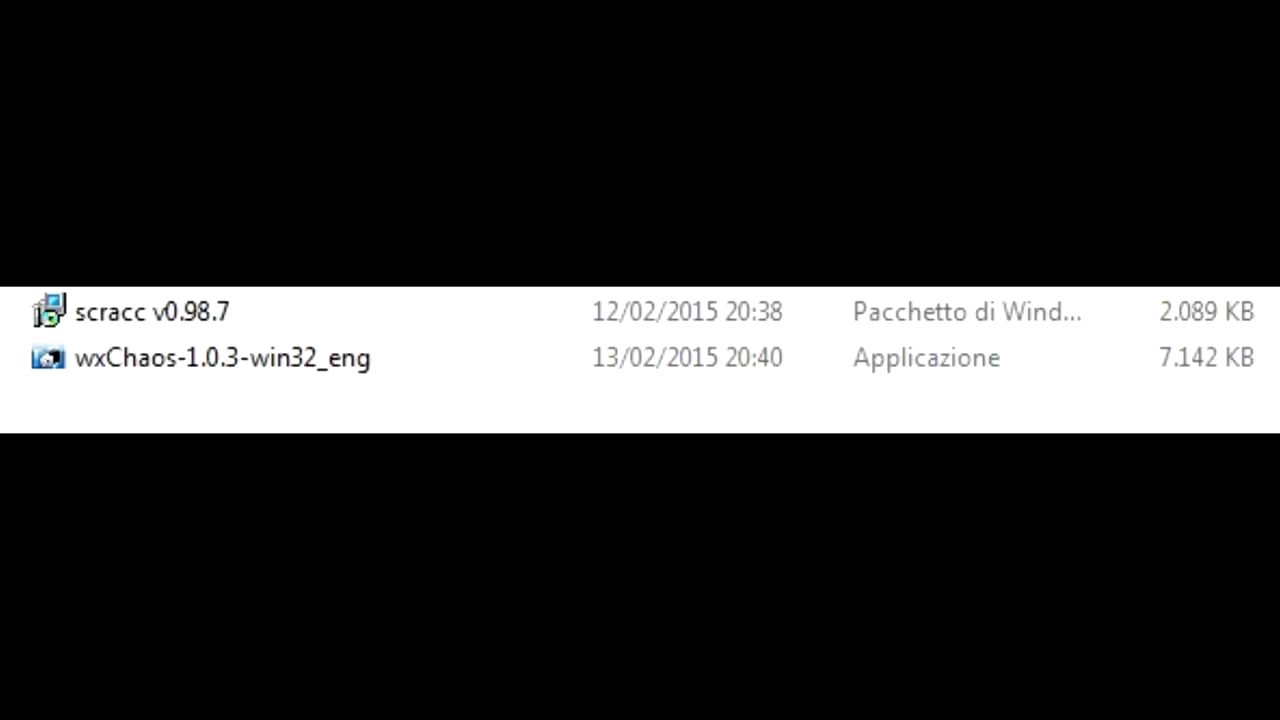 scracc v0.98.7 12/02/2015 20:38 Pacchetto di Wind... 2.089 KB
wxChaos-1.0.3-win32_eng 13/02/2015 20:40 Applicazione 7.142 KB